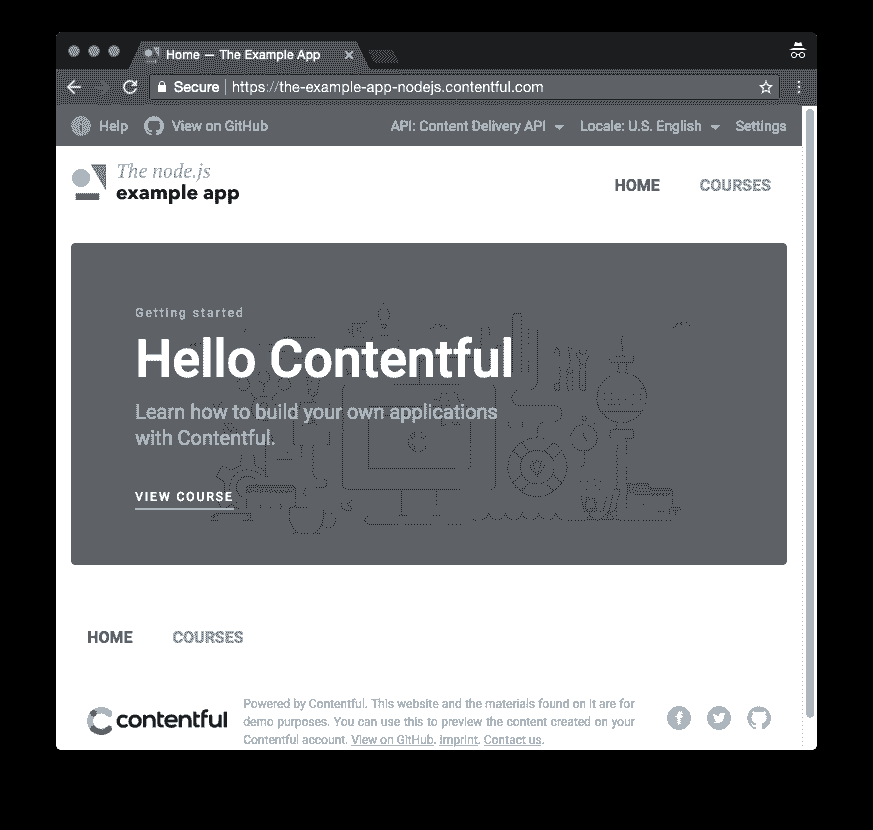 Home — The Example App
Secure https://the-example-app-nodejs.contentful.com
Help View on GitHub API: Content Delivery API Locale: U.S. English Settings
The node.js
example app
HOME COURSES
Getting started
Hello Contentful
Learn how to build your own applications
with Contentful.
VIEW COURSE
HOME COURSES
contentful
Powered by Contentful. This website and the materials found on it are for
demo purposes. You can use this to preview the content created on your
Contentful account. View on GitHub. Imprint. Contact us.